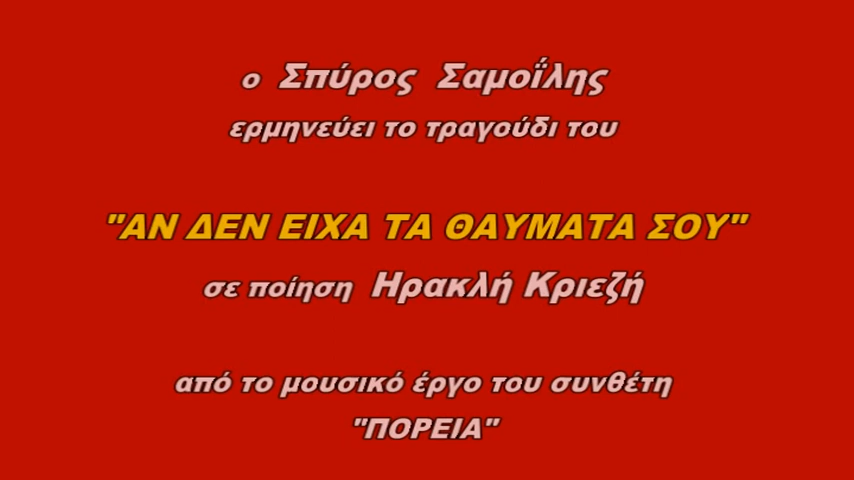 ο Σπύρος Σαμοΐλης
ερμηνεύει το τραγούδι του
"ΑΝ ΔΕΝ ΕΙΧΑ ΤΑ ΘΑΥΜΑΤΑ ΣΟΥ"
σε ποίηση Ηρακλή Κριεζή
από το μουσικό έργο του συνθέτη
"ΠΟΡΕΙΑ"